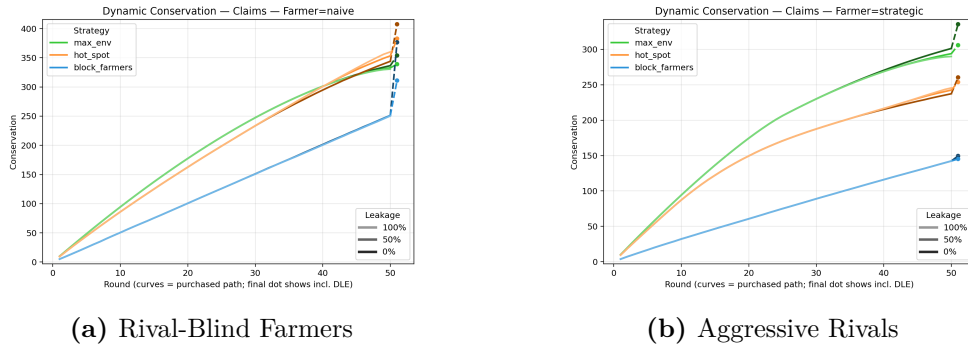 Dynamic Conservation — Claims — Farmer=naive
Conservation
400
350
300
250
200
150
100
50
0
Strategy
max_env
hot_spot
block_farmers
Leakage
100%
50%
0%
0 10 20 30 40 50
Round (curves = purchased path; final dot shows incl. DLE)
(a) Rival-Blind Farmers
Dynamic Conservation — Claims — Farmer=strategic
Conservation
300
250
200
150
100
50
0
Strategy
max_env
hot_spot
block_farmers
Leakage
100%
50%
0%
0 10 20 30 40 50
Round (curves = purchased path; final dot shows incl. DLE)
(b) Aggressive Rivals